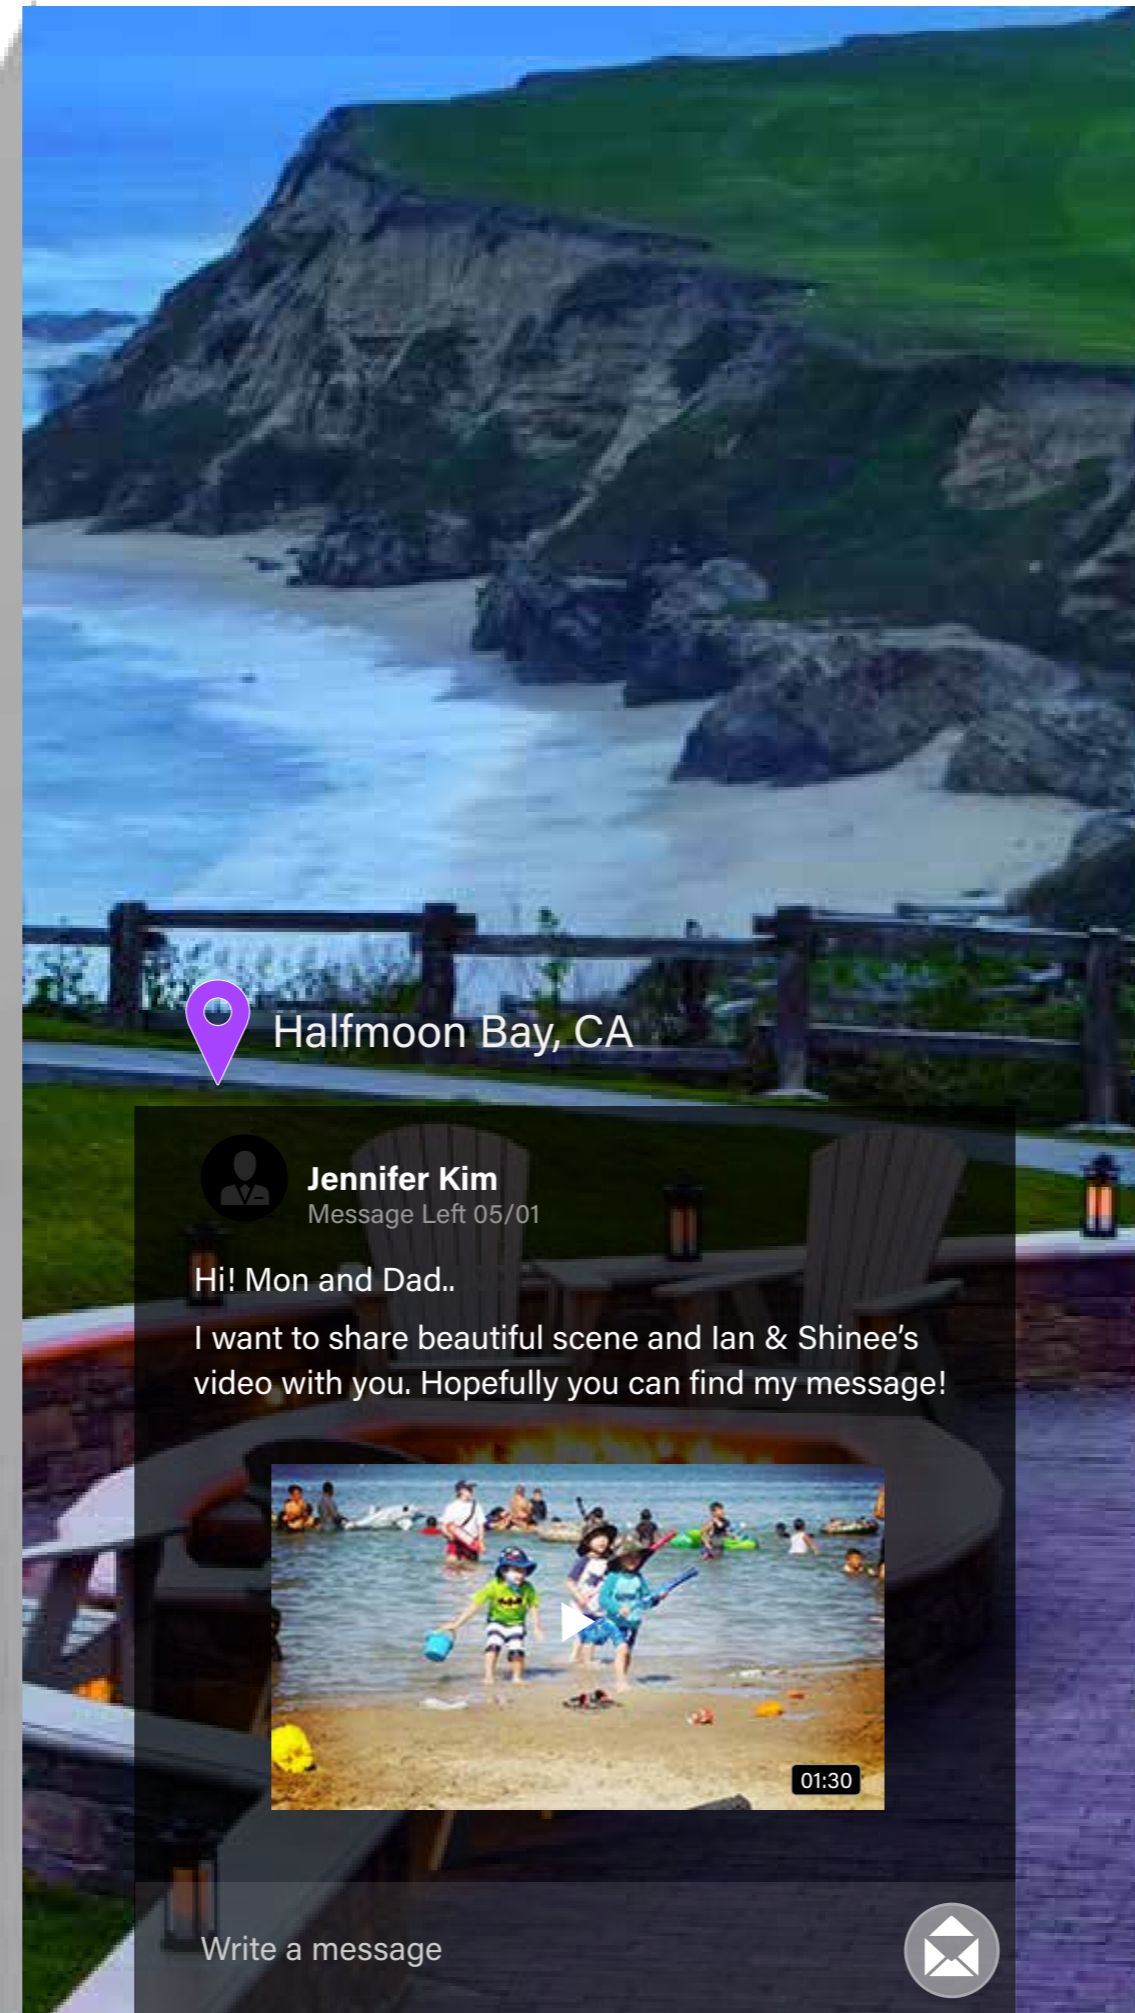 Halfmoon Bay, CA
Jennifer Kim
Message Left 05/01
Hi! Mon and Dad..
I want to share beautiful scene and Ian & Shinee’s
video with you. Hopefully you can find my message!
01:30
Write a message